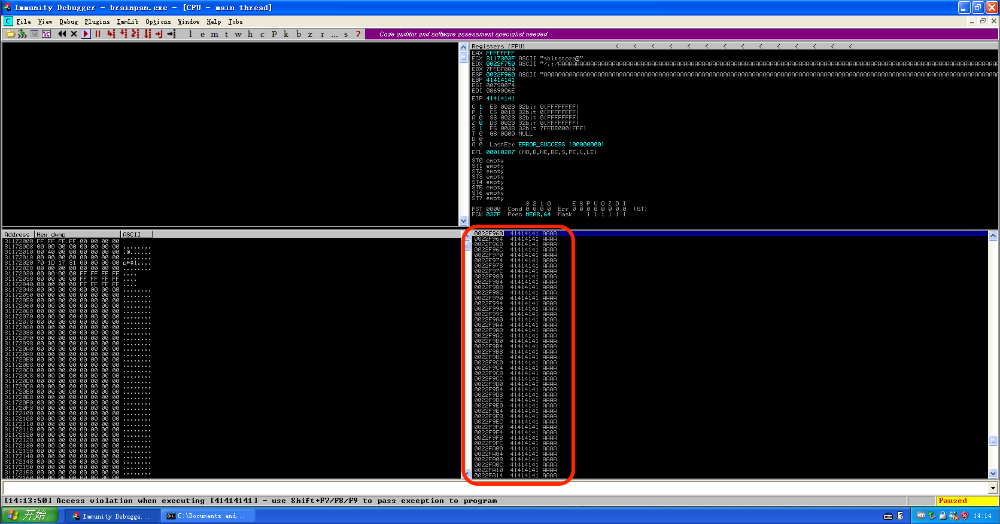 Immunity Debugger - brainpan.exe - [CPU - main thread]
C File View Debug Plugins ImmLib Options Window Help Jobs
l e m t w h c P k b z r ... s ? Code auditor and software assessment specialist needed
Registers (FPU) < < < < < < < < < < < < < <
EAX FFFFFFFF
ECX 3117303F ASCII "shitstorm
EDX 0022F750 ASCII "/.:/AAAAAAAAAAAAAAAAAAAAAAAAAAAAAAAAAAAAAAAAAAAAAAAAAAAAAAAAAAAAAAAAAAAAAAAAAAAAAAAAAAAAAAAAAAAAAAAAAAAAAAAAAAAAAAAA
EBX 7FFDF000
ESP 0022F960 ASCII "AAAAAAAAAAAAAAAAAAAAAAAAAAAAAAAAAAAAAAAAAAAAAAAAAAAAAAAAAAAAAAAAAAAAAAAAAAAAAAAAAAAAAAAAAAAAAAAAAAAAAAAAAAAAAAAAAAAAAAAAAAAA
EBP 41414141
ESI 00790074
EDI 0069006E
EIP 41414141
C 1 ES 0023 32bit 0(FFFFFFFF)
P 1 CS 001B 32bit 0(FFFFFFFF)
A 0 SS 0023 32bit 0(FFFFFFFF)
Z 0 DS 0023 32bit 0(FFFFFFFF)
S 1 FS 003B 32bit 7FFDE000(FFF)
T 0 GS 0000 NULL
D 0
O 0 LastErr ERROR_SUCCESS (00000000)
EFL 00010287 (NO,B,NE,BE,S,PE,L,LE)
ST0 empty
ST1 empty
ST2 empty
ST3 empty
ST4 empty
ST5 empty
ST6 empty
ST7 empty
3 2 1 0 E S P U O Z D I
FST 0000 Cond 0 0 0 0 Err 0 0 0 0 0 0 0 0 (GT)
FCW 037F Prec NEAR,64 Mask 1 1 1 1 1 1
Address Hex dump ASCII
31172000 FF FF FF FF 00 00 00 00
31172008 00 00 00 00 00 00 00 00 ........
31172010 00 40 00 00 00 00 00 00 .@......
31172018 00 00 00 00 00 00 00 00 ........
31172020 70 1D 17 31 00 00 00 00
31172028 00 00 00 00 00 00 00 00 ........
31172030 00 00 00 00 FF FF FF FF ....
31172038 00 00 00 00 FF FF FF FF ....
31172040 00 00 00 00 FF FF FF FF ....
31172048 00 00 00 00 00 00 00 00 ........
31172050 00 00 00 00 00 00 00 00 ........
31172058 00 00 00 00 00 00 00 00 ........
31172060 00 00 00 00 00 00 00 00 ........
31172068 00 00 00 00 00 00 00 00 ........
31172070 00 00 00 00 00 00 00 00 ........
31172078 00 00 00 00 00 00 00 00 ........
31172080 00 00 00 00 00 00 00 00 ........
31172088 00 00 00 00 00 00 00 00 ........
31172090 00 00 00 00 00 00 00 00 ........
31172098 00 00 00 00 00 00 00 00 ........
311720A0 00 00 00 00 00 00 00 00 ........
311720A8 00 00 00 00 00 00 00 00 ........
311720B0 00 00 00 00 00 00 00 00 ........
311720B8 00 00 00 00 00 00 00 00 ........
311720C0 00 00 00 00 00 00 00 00 ........
311720C8 00 00 00 00 00 00 00 00 ........
311720D0 00 00 00 00 00 00 00 00 ........
311720D8 00 00 00 00 00 00 00 00 ........
311720E0 00 00 00 00 00 00 00 00 ........
311720E8 00 00 00 00 00 00 00 00 ........
311720F0 00 00 00 00 00 00 00 00 ........
311720F8 00 00 00 00 00 00 00 00 ........
31172100 00 00 00 00 00 00 00 00 ........
31172108 00 00 00 00 00 00 00 00 ........
31172110 00 00 00 00 00 00 00 00 ........
31172118 00 00 00 00 00 00 00 00 ........
31172120 00 00 00 00 00 00 00 00 ........
31172128 00 00 00 00 00 00 00 00 ........
31172130 00 00 00 00 00 00 00 00 ........
31172138 00 00 00 00 00 00 00 00 ........
31172140 00 00 00 00 00 00 00 00 ........
31172148 00 00 00 00 00 00 00 00 ........
31172150 00 00 00 00 00 00 00 00 ........
31172158 00 00 00 00 00 00 00 00 ........
31172160 00 00 00 00 00 00 00 00 ........
0022F960 41414141 AAAA
0022F964 41414141 AAAA
0022F968 41414141 AAAA
0022F96C 41414141 AAAA
0022F970 41414141 AAAA
0022F974 41414141 AAAA
0022F978 41414141 AAAA
0022F97C 41414141 AAAA
0022F980 41414141 AAAA
0022F984 41414141 AAAA
0022F988 41414141 AAAA
0022F98C 41414141 AAAA
0022F990 41414141 AAAA
0022F994 41414141 AAAA
0022F998 41414141 AAAA
0022F99C 41414141 AAAA
0022F9A0 41414141 AAAA
0022F9A4 41414141 AAAA
0022F9A8 41414141 AAAA
0022F9AC 41414141 AAAA
0022F9B0 41414141 AAAA
0022F9B4 41414141 AAAA
0022F9B8 41414141 AAAA
0022F9BC 41414141 AAAA
0022F9C0 41414141 AAAA
0022F9C4 41414141 AAAA
0022F9C8 41414141 AAAA
0022F9CC 41414141 AAAA
0022F9D0 41414141 AAAA
0022F9D4 41414141 AAAA
0022F9D8 41414141 AAAA
0022F9DC 41414141 AAAA
0022F9E0 41414141 AAAA
0022F9E4 41414141 AAAA
0022F9E8 41414141 AAAA
0022F9EC 41414141 AAAA
0022F9F0 41414141 AAAA
0022F9F4 41414141 AAAA
0022F9F8 41414141 AAAA
0022F9FC 41414141 AAAA
0022FA00 41414141 AAAA
0022FA04 41414141 AAAA
0022FA08 41414141 AAAA
0022FA0C 41414141 AAAA
0022FA10 41414141 AAAA
0022FA14 41414141 AAAA
[14:13:50] Access violation when executing [41414141] - use Shift+F7/F8/F9 to pass exception to program
Paused
开始 Immunity Debugge... C:\Documents and... 14:14